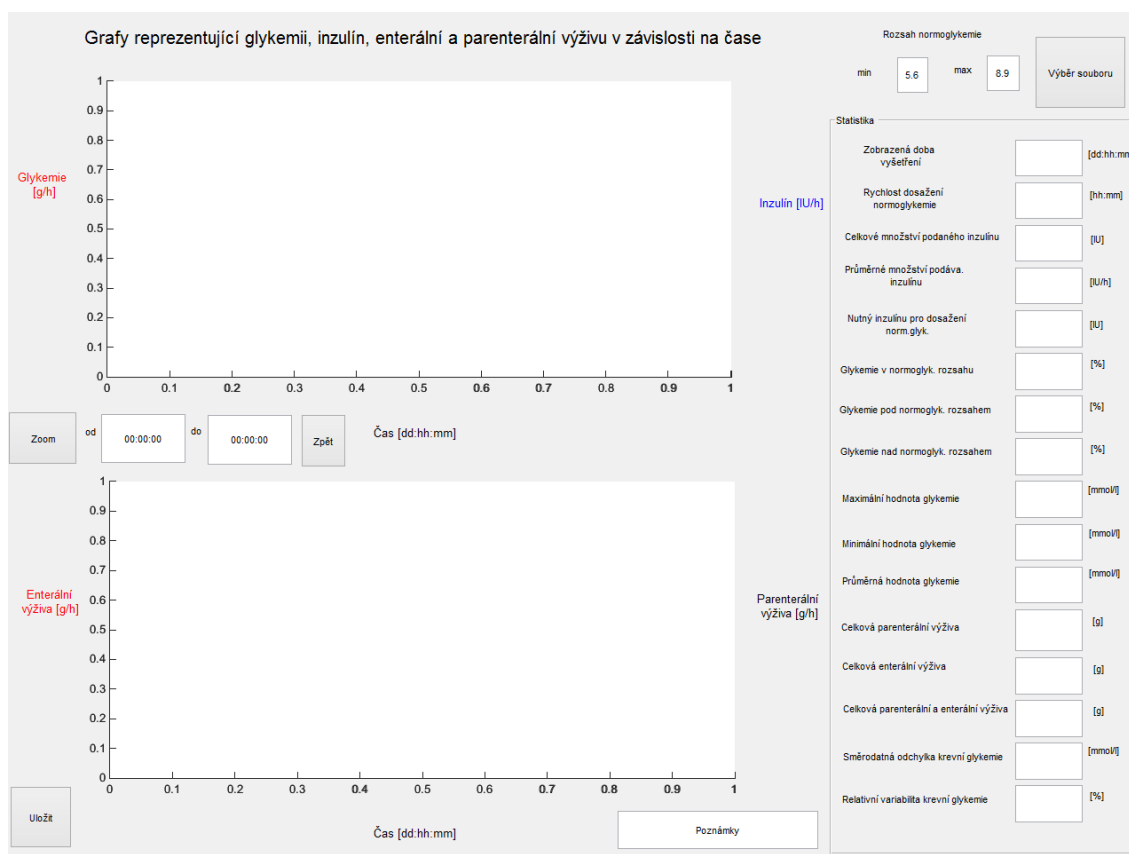 Grafy reprezentující glykemii, inzulín, enterální a parenterální výživu v závislosti na čase
Rozsah normoglykemie
min
5.6
max
8.9
Výběr souboru
1
0.9
0.8
0.7
0.6
0.5
0.4
0.3
0.2
0.1
0
Glykemie
[g/h]
Inzulín [IU/h]
0 0.1 0.2 0.3 0.4 0.5 0.6 0.7 0.8 0.9 1
Zoom
od
00:00:00
do
00:00:00
Zpět
Čas [dd:hh:mm]
1
0.9
0.8
0.7
0.6
0.5
0.4
0.3
0.2
0.1
0
Enterální
výživa [g/h]
Parenterální
výživa [g/h]
0 0.1 0.2 0.3 0.4 0.5 0.6 0.7 0.8 0.9 1
Uložit
Čas [dd:hh:mm]
Poznámky
Statistika
Zobrazená doba
vyšetření
[dd:hh:mm
Rychlost dosažení
normoglykemie
[hh:mm]
Celkové množství podaného inzulínu
[IU]
Průměrné množství podáva.
inzulínu
[IU/h]
Nutný inzulínu pro dosažení
norm.glyk.
[IU]
Glykemie v normoglyk. rozsahu
[%]
Glykemie pod normoglyk. rozsahem
[%]
Glykemie nad normoglyk. rozsahem
[%]
Maximální hodnota glykemie
[mmol/l]
Minimální hodnota glykemie
[mmol/l]
Průměrná hodnota glykemie
[mmol/l]
Celková parenterální výživa
[g]
Celková enterální výživa
[g]
Celková parenterální a enterální výživa
[g]
Směrodatná odchylka krevní glykemie
[mmol/l]
Relativní variabilita krevní glykemie
[%]